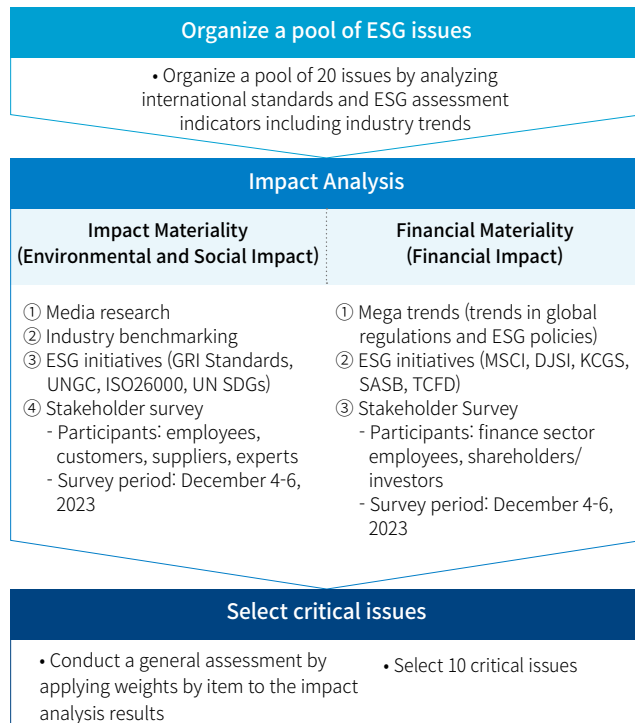 Organize a pool of ESG issues
• Organize a pool of 20 issues by analyzing
international standards and ESG assessment
indicators including industry trends
Impact Analysis
Impact Materiality
(Environmental and Social Impact)
① Media research
② Industry benchmarking
③ ESG initiatives (GRI Standards,
UNGC, ISO26000, UN SDGs)
④ Stakeholder survey
- Participants: employees,
customers, suppliers, experts
- Survey period: December 4-6,
2023
Financial Materiality
(Financial Impact)
① Mega trends (trends in global
regulations and ESG policies)
② ESG initiatives (MSCI, DJSI, KCGS,
SASB, TCFD)
③ Stakeholder Survey
- Participants: finance sector
employees, shareholders/
investors
- Survey period: December 4-6,
2023
Select critical issues
• Conduct a general assessment by
applying weights by item to the impact
analysis results
• Select 10 critical issues